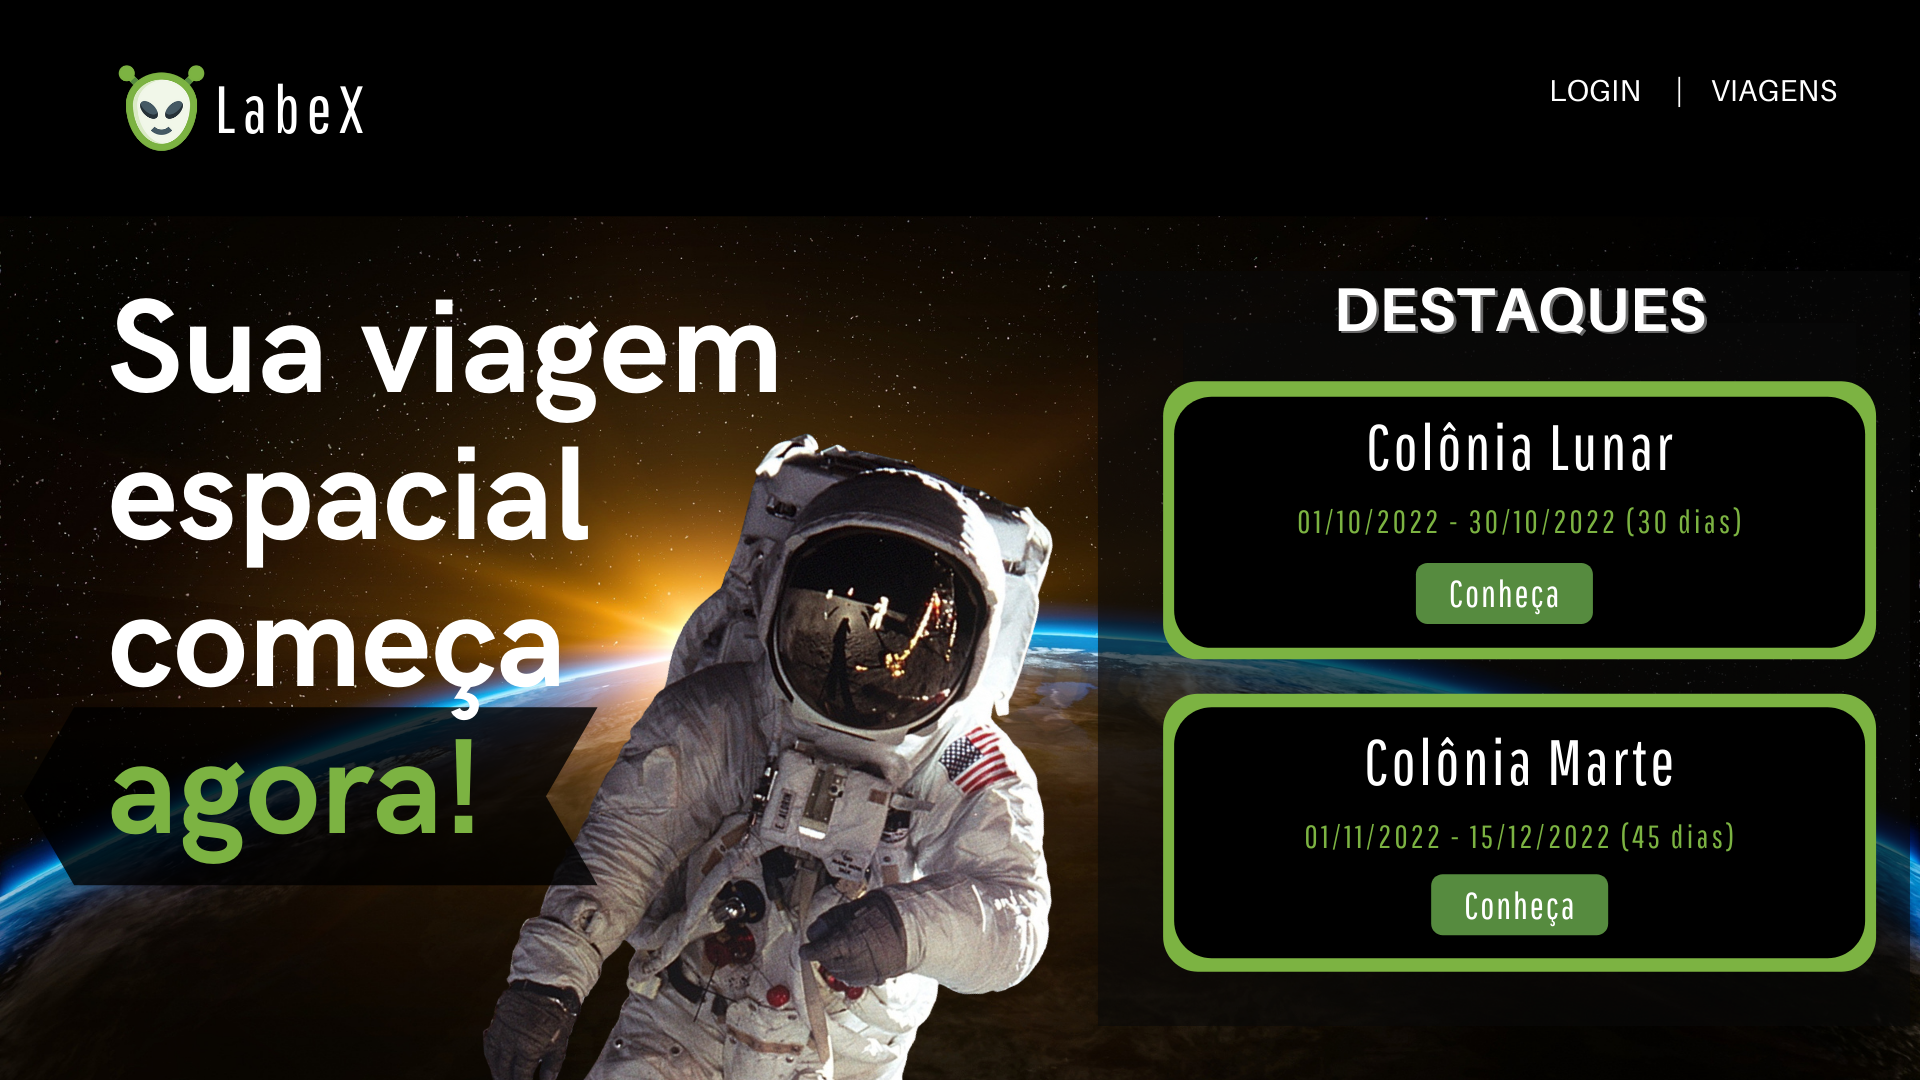 LabeX
LOGIN | VIAGENS
Sua viagem
espacial
começa
agora!
DESTAQUES
Colônia Lunar
01/10/2022 - 30/10/2022 (30 dias)
Conheça
Colônia Marte
01/11/2022 - 15/12/2022 (45 dias)
Conheça